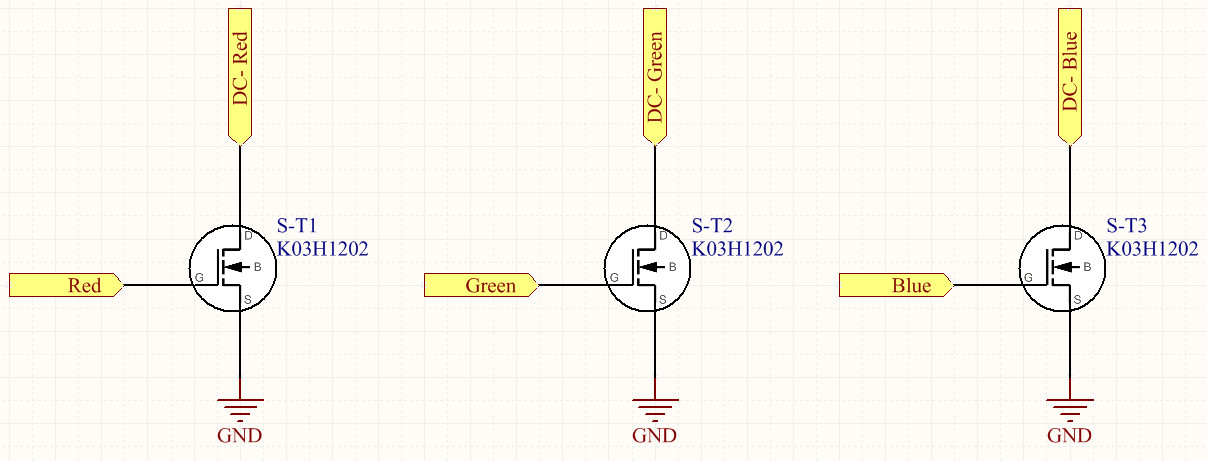 DC- Red
DC- Green
DC- Blue
S-T1
K03H1202
S-T2
K03H1202
S-T3
K03H1202
D
G
B
S
D
G
B
S
D
G
B
S
Red
Green
Blue
GND
GND
GND